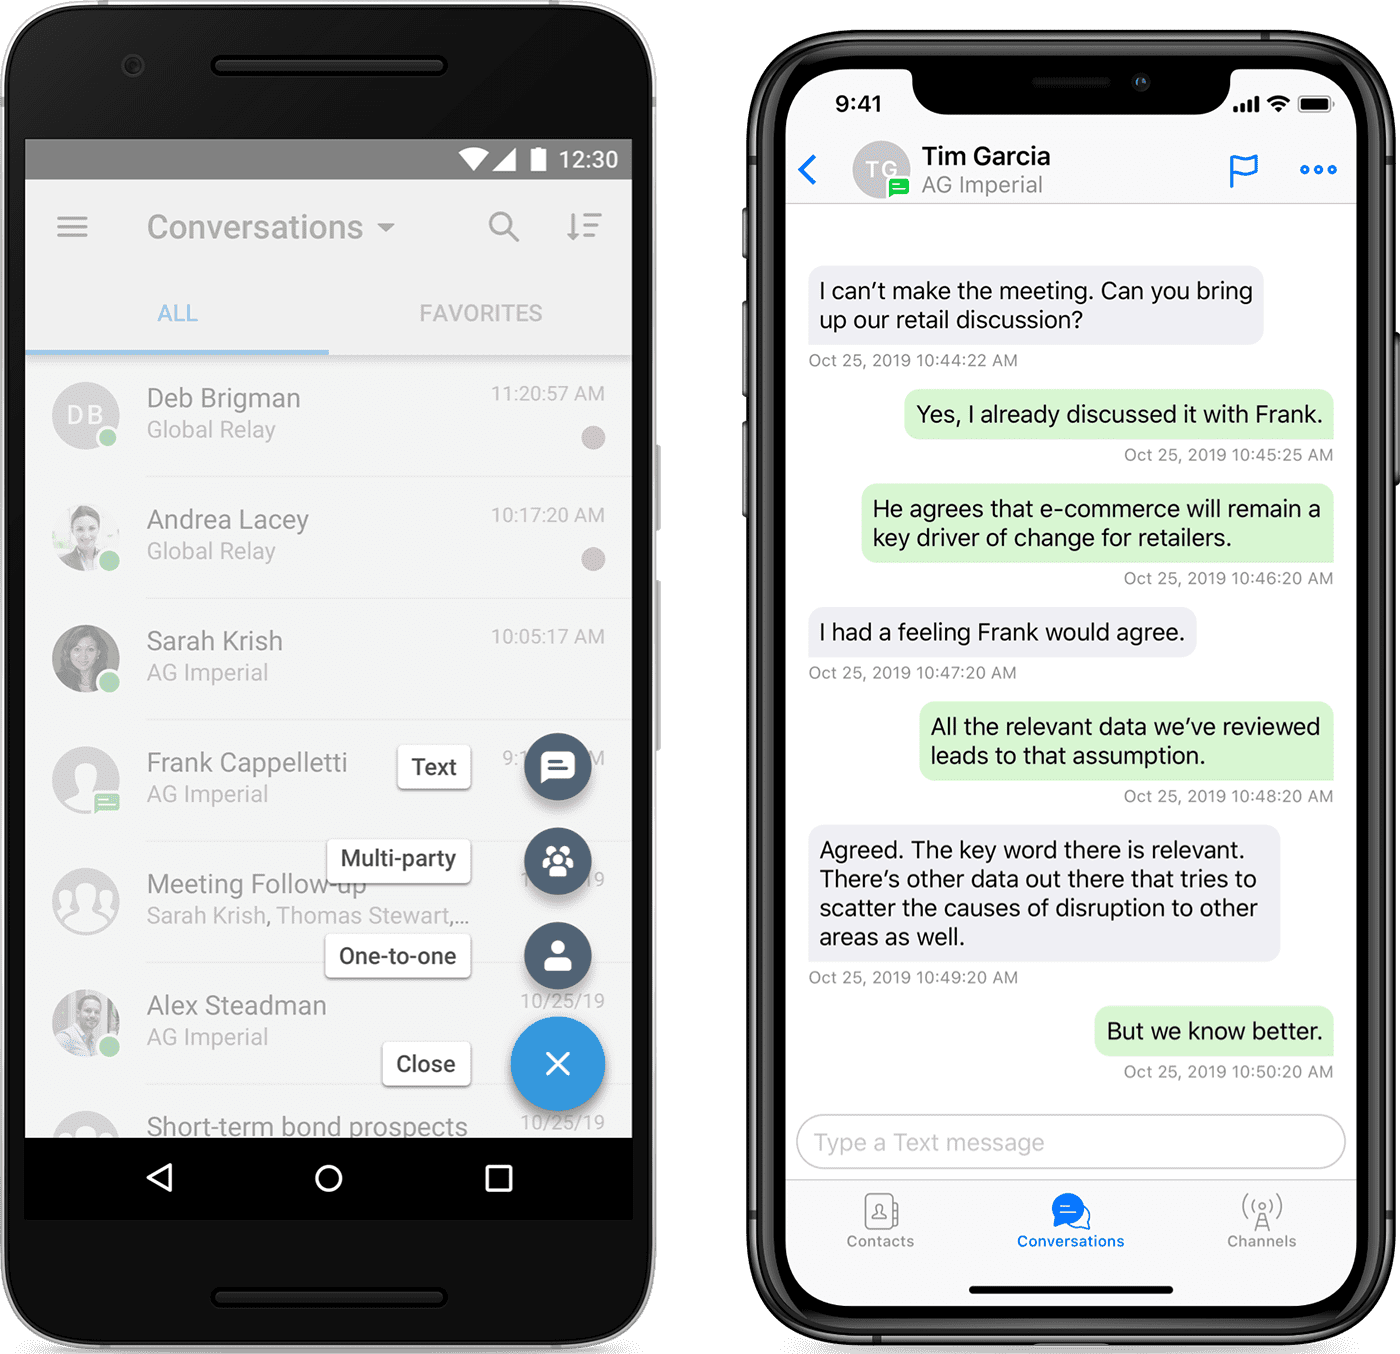 12:30
Conversations
ALL
FAVORITES
DB
Deb Brigman
11:20:57 AM
Global Relay
Andrea Lacey
10:17:20 AM
Global Relay
Sarah Krish
10:05:17 AM
AG Imperial
Frank Cappelletti
Text
AG Imperial
Multi-party
Meeting Follow-up
Sarah Krish, Thomas Stewart,...
One-to-one
Alex Steadman
10/25/19
AG Imperial
Close
Short-term bond prospects
10/25/19
9:41
TG
Tim Garcia
AG Imperial
I can't make the meeting. Can you bring
up our retail discussion?
Oct 25, 2019 10:44:22 AM
Yes, I already discussed it with Frank.
Oct 25, 2019 10:45:25 AM
He agrees that e-commerce will remain a
key driver of change for retailers.
Oct 25, 2019 10:46:20 AM
I had a feeling Frank would agree.
Oct 25, 2019 10:47:20 AM
All the relevant data we've reviewed
leads to that assumption.
Oct 25, 2019 10:48:20 AM
Agreed. The key word there is relevant.
There's other data out there that tries to
scatter the causes of disruption to other
areas as well.
Oct 25, 2019 10:49:20 AM
But we know better.
Oct 25, 2019 10:50:20 AM
Type a Text message
Contacts
Conversations
Channels